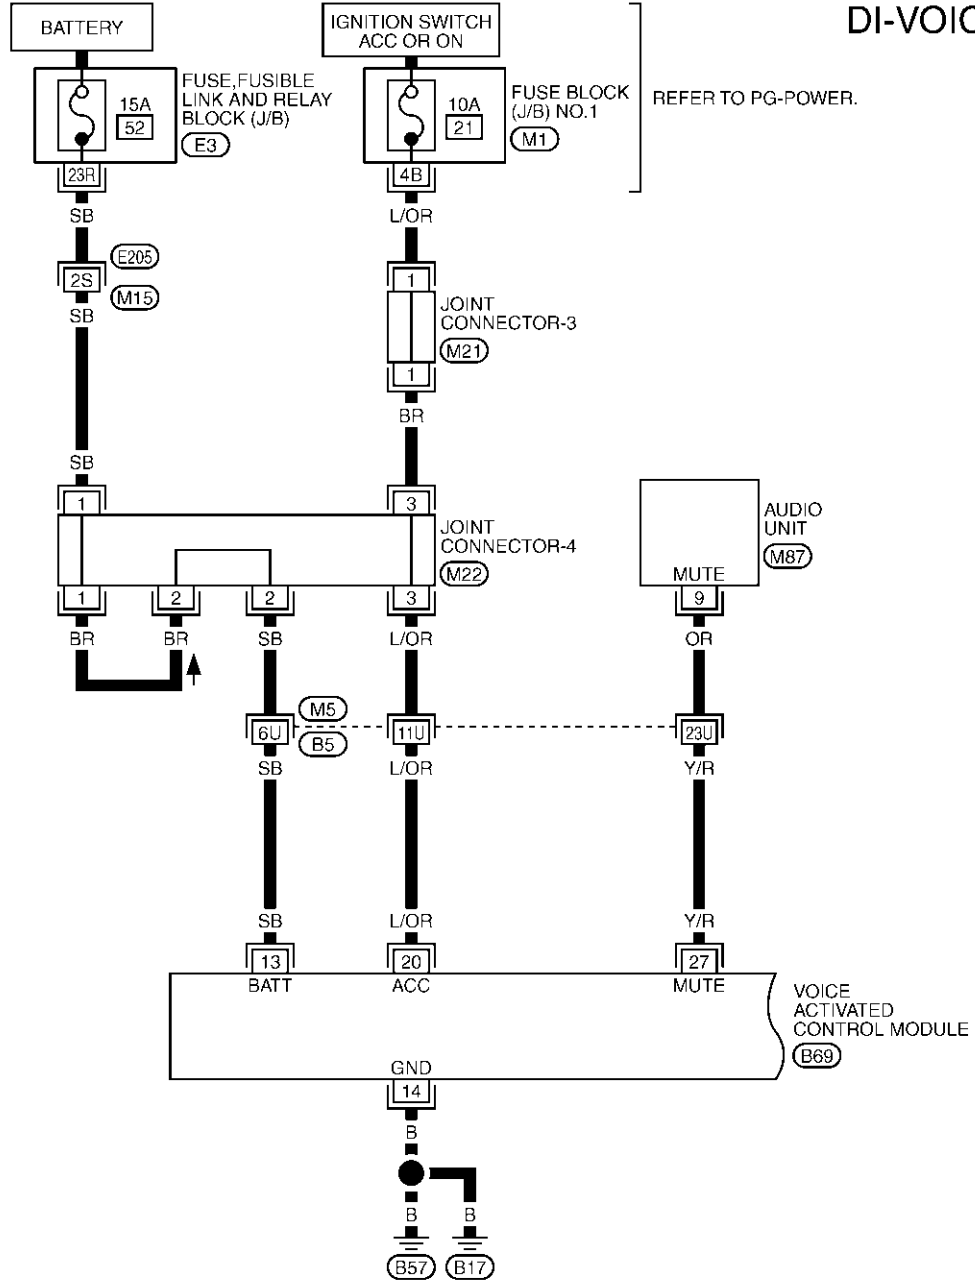 DI-VOIC
BATTERY
IGNITION SWITCH
ACC OR ON
15A
52
FUSE,FUSIBLE
LINK AND RELAY
BLOCK (J/B)
E3
10A
21
FUSE BLOCK
(J/B) NO.1
M1
REFER TO PG-POWER.
23R
4B
SB
L/OR
E205
2S
M15
SB
1
JOINT
CONNECTOR-3
M21
1
BR
SB
1
3
JOINT
CONNECTOR-4
M22
AUDIO
UNIT
M87
MUTE
1
2
2
3
9
BR
BR
SB
L/OR
OR
M5
6U
B5
11U
23U
SB
L/OR
Y/R
SB
L/OR
Y/R
13
20
27
BATT
ACC
MUTE
VOICE
ACTIVATED
CONTROL MODULE
B69
GND
14
B
B
B
B57
B17